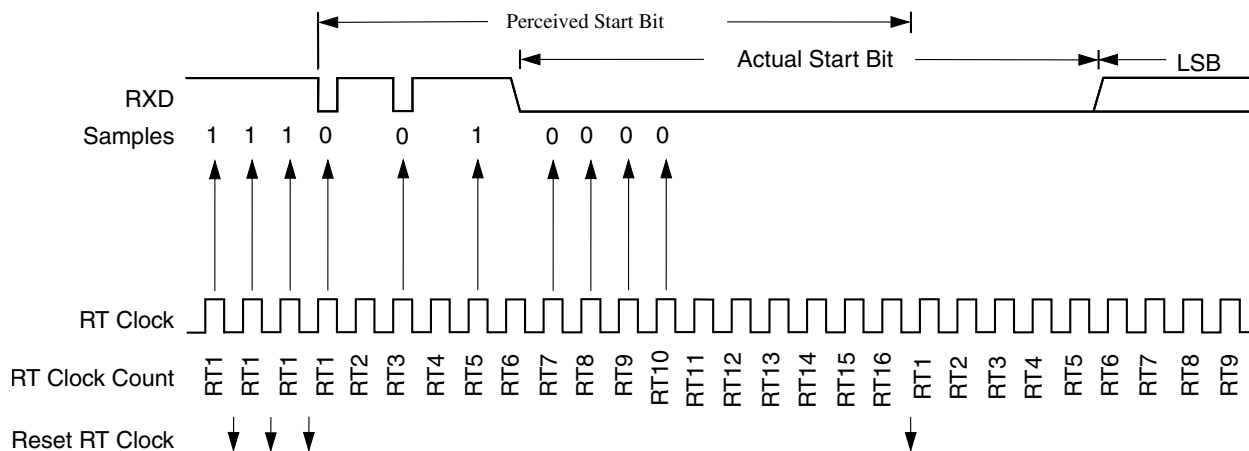 Perceived Start Bit
Actual Start Bit
LSB
RXD
Samples
1 1 1 0 0 1 0 0 0 0
RT Clock
RT Clock Count
RT1 RT1 RT1 RT1 RT2 RT3 RT4 RT5 RT6 RT7 RT8 RT9 RT10 RT11 RT12 RT13 RT14 RT15 RT16 RT1 RT2 RT3 RT4 RT5 RT6 RT7 RT8 RT9
Reset RT Clock